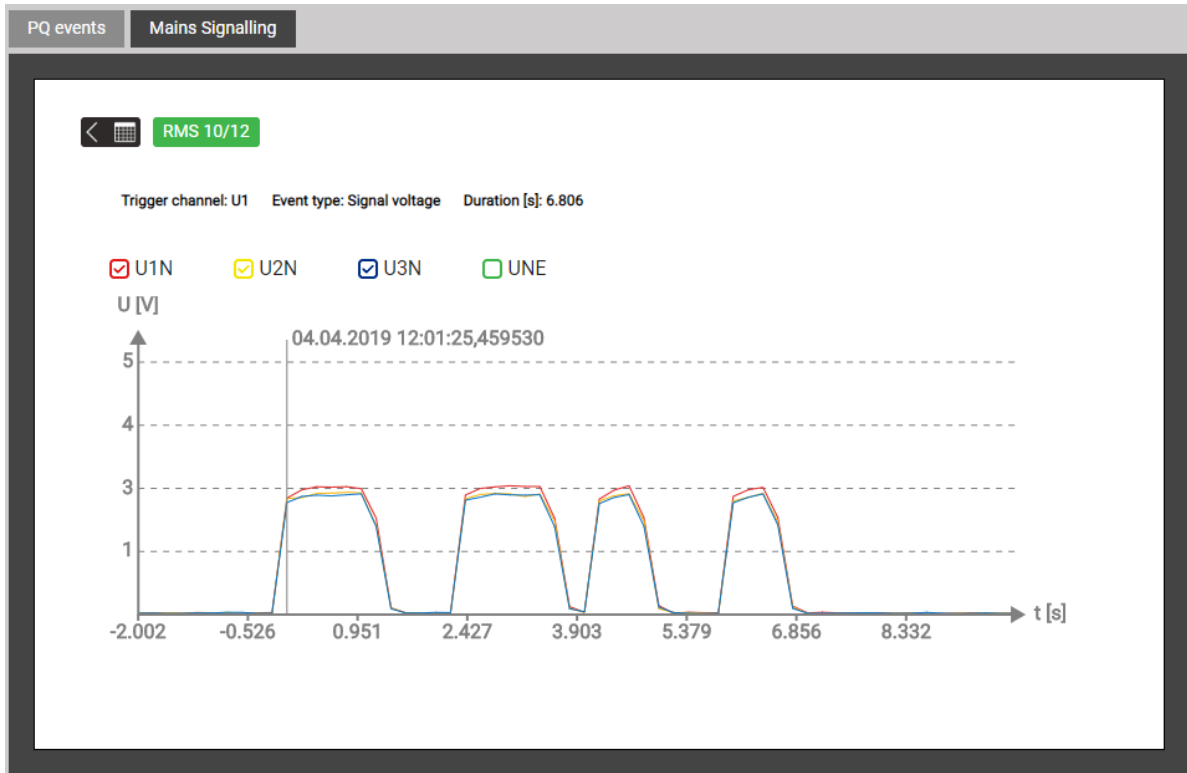 PQ events Mains Signalling
RMS 10/12
Trigger channel: U1 Event type: Signal voltage Duration [s]: 6.806
U1N U2N U3N UNE
U [V]
04.04.2019 12:01:25,459530
5
4
3
1
t [s]
-2.002 -0.526 0.951 2.427 3.903 5.379 6.856 8.332